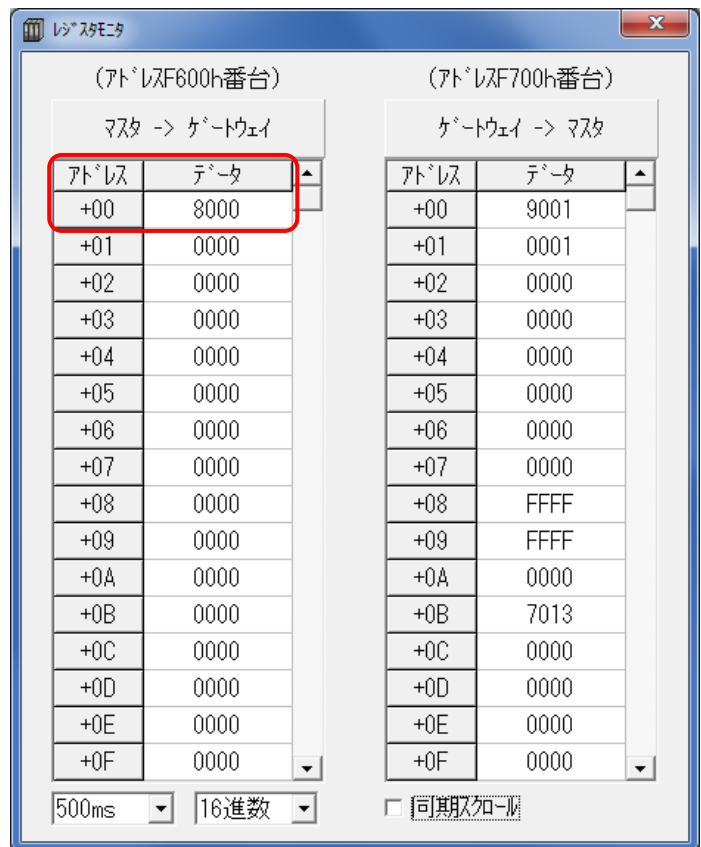 ﾚｼﾞｽﾀﾓﾆﾀ
(ｱﾄﾞﾚｽF600h番台)
(ｱﾄﾞﾚｽF700h番台)
ﾏｽﾀ -> ｹﾞｰﾄｳｪｲ
ｹﾞｰﾄｳｪｲ -> ﾏｽﾀ
ｱﾄﾞﾚｽ ﾃﾞｰﾀ ｱﾄﾞﾚｽ ﾃﾞｰﾀ
+00 8000 +00 9001
+01 0000 +01 0001
+02 0000 +02 0000
+03 0000 +03 0000
+04 0000 +04 0000
+05 0000 +05 0000
+06 0000 +06 0000
+07 0000 +07 0000
+08 0000 +08 FFFF
+09 0000 +09 FFFF
+0A 0000 +0A 0000
+0B 0000 +0B 7013
+0C 0000 +0C 0000
+0D 0000 +0D 0000
+0E 0000 +0E 0000
+0F 0000 +0F 0000
500ms 16進数 同期ｽｸﾛｰﾙ